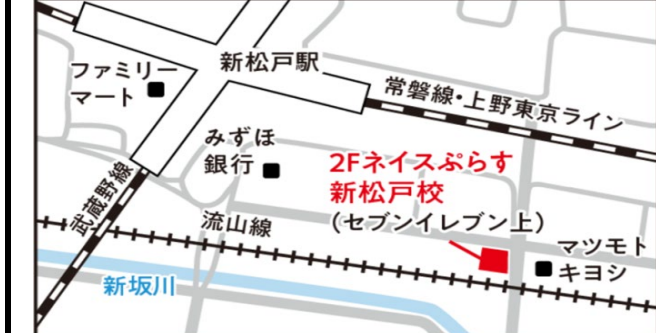 新松戸駅
ファミリー
マート
常磐線・上野東京ライン
みずほ
銀行
2Fネイスぷらす
新松戸校
(セブンイレブン上)
武蔵野線
流山線
マツモト
キヨシ
新坂川